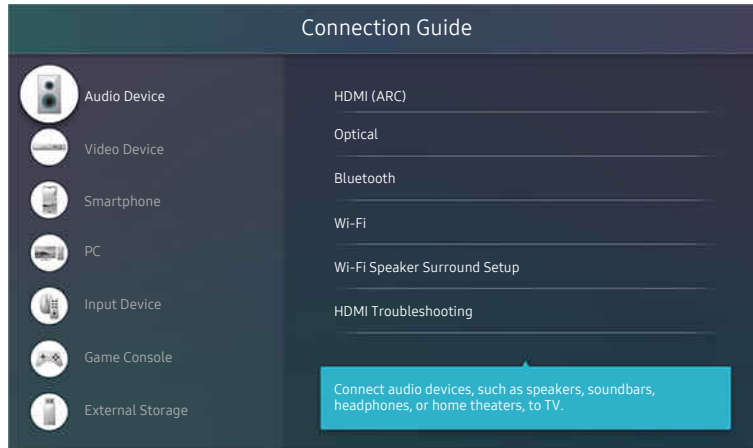 Connection Guide
Audio Device
Video Device
Smartphone
PC
Input Device
Game Console
External Storage
HDMI (ARC)
Optical
Bluetooth
Wi-Fi
Wi-Fi Speaker Surround Setup
HDMI Troubleshooting
Connect audio devices, such as speakers, soundbars,
headphones, or home theaters, to TV.